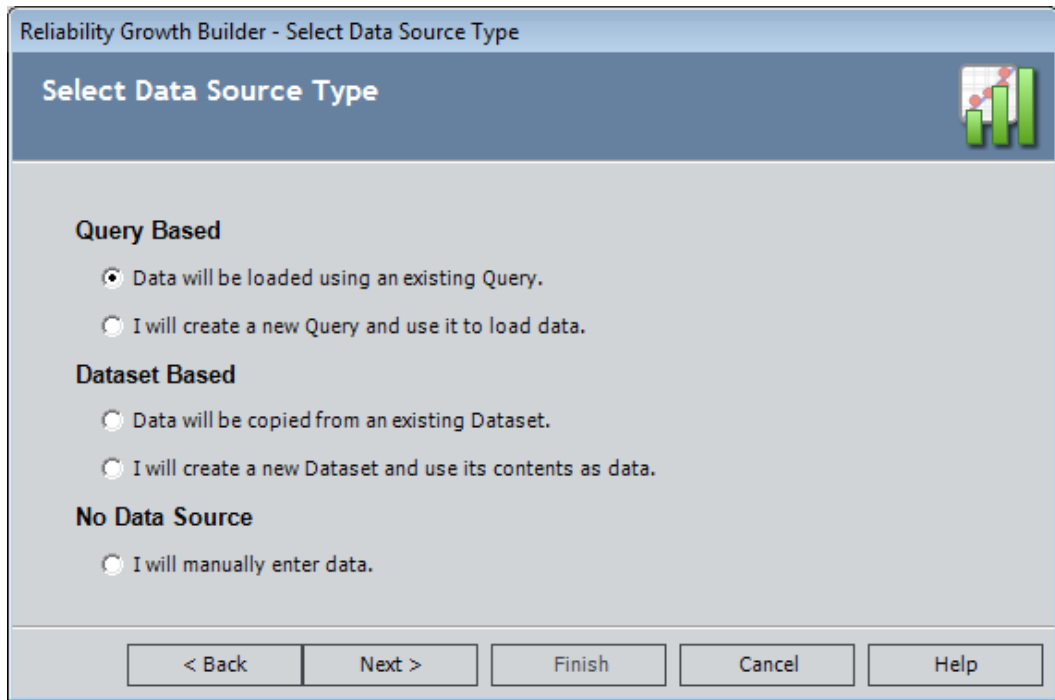 Reliability Growth Builder - Select Data Source Type
Select Data Source Type
Query Based
Data will be loaded using an existing Query.
I will create a new Query and use it to load data.
Dataset Based
Data will be copied from an existing Dataset.
I will create a new Dataset and use its contents as data.
No Data Source
I will manually enter data.
< Back Next > Finish Cancel Help